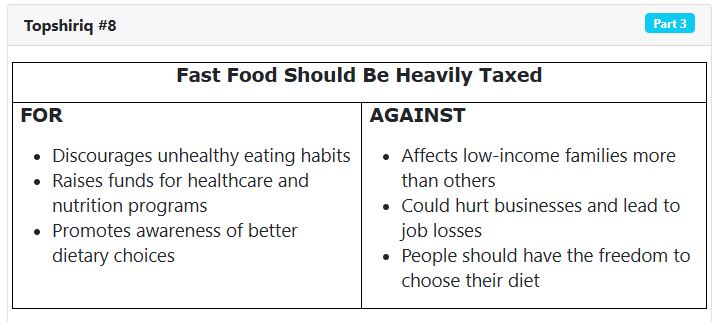 Topshiriq #8
Part 3
Fast Food Should Be Heavily Taxed
FOR
• Discourages unhealthy eating habits
• Raises funds for healthcare and
nutrition programs
• Promotes awareness of better
dietary choices
AGAINST
• Affects low-income families more
than others
• Could hurt businesses and lead to
job losses
• People should have the freedom to
choose their diet